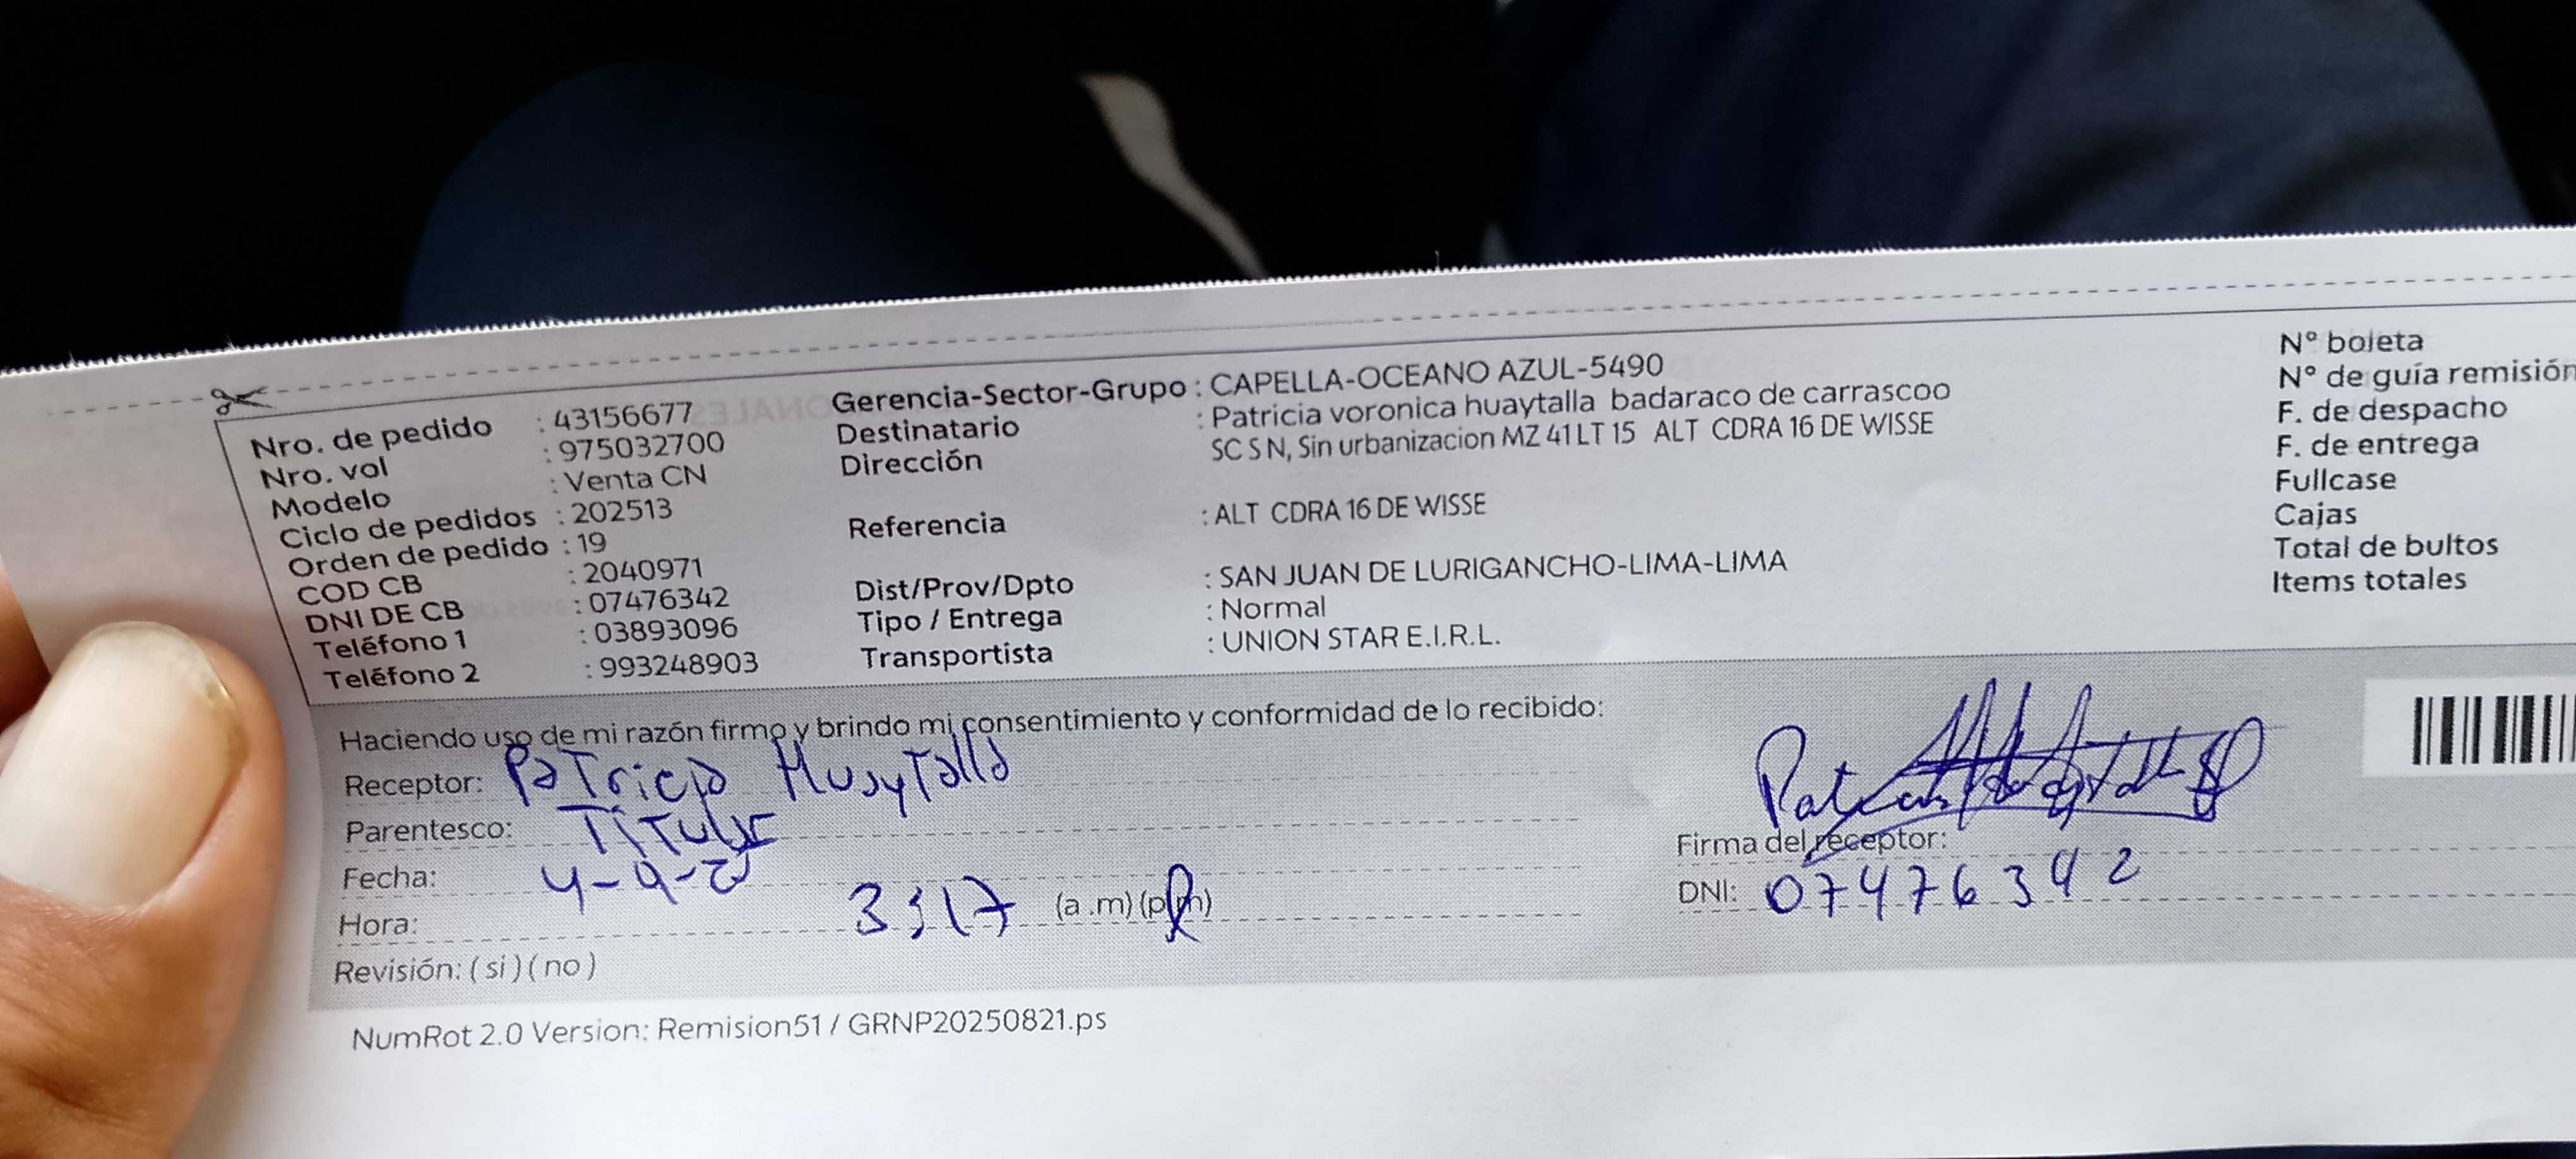 Nro. de pedido : 43156677
Nro. vol : 975032700
Modelo : Venta CN
Ciclo de pedidos : 202513
Orden de pedido : 19
COD CB : 2040971
DNI DE CB : 07476342
Teléfono 1 : 03893096
Teléfono 2 : 993248903
Gerencia-Sector-Grupo : CAPELLA-OCEANO AZUL-5490
Destinatario : Patricia voronica huaytalla badaraco de carrascoo
Dirección SC S N, Sin urbanizacion MZ 41 LT 15 ALT CDRA 16 DE WISSE
Referencia : ALT CDRA 16 DE WISSE
Dist/Prov/Dpto : SAN JUAN DE LURIGANCHO-LIMA-LIMA
Tipo / Entrega : Normal
Transportista : UNION STAR E.I.R.L.
N° boleta
N° de guía remisión
F. de despacho
F. de entrega
Fullcase
Cajas
Total de bultos
Items totales
Haciendo uso de mi razón firmo y brindo mi consentimiento y conformidad de lo recibido:
Receptor: Patricia Huaytalla
Parentesco: Titular
Fecha: 4-9-25
Hora: 3:17 (a.m) (p.m)
Revisión: ( si ) ( no )
Firma del receptor:
DNI: 07476342
NumRot 2.0 Version: Remision51 / GRNP20250821.ps